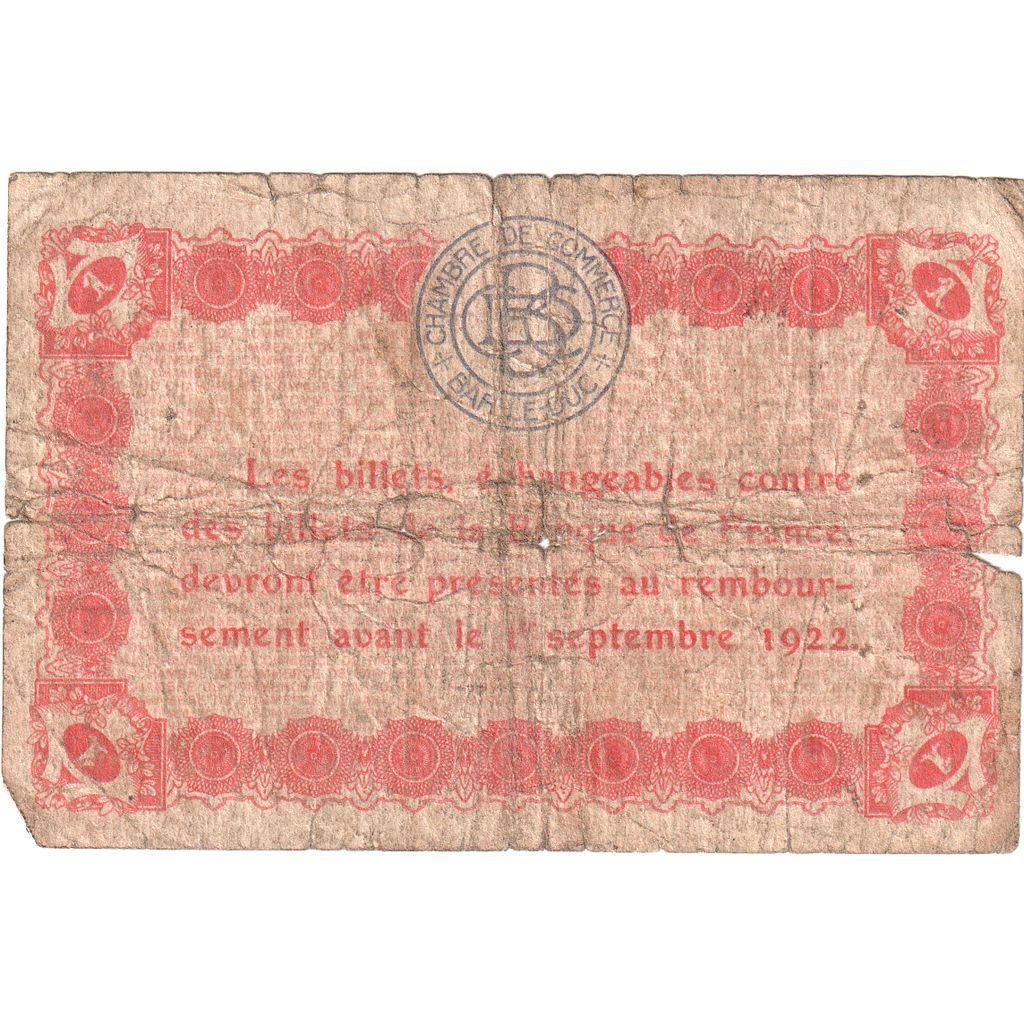 CHAMBRE DE COMMERCE
BAR-LE-DUC
Les billets, échangeables contre
des billets de la Banque de France,
devront être présentés au rembour-
sement avant le 1er septembre 1922.